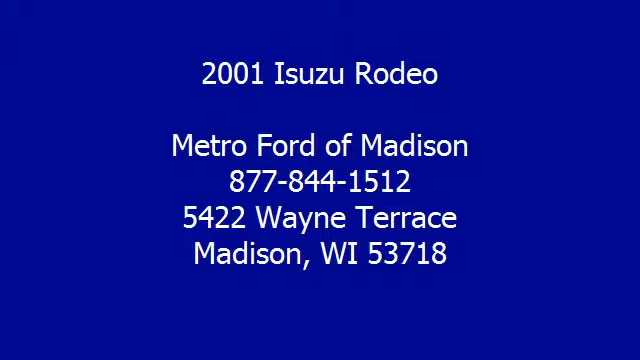 2001 Isuzu Rodeo
Metro Ford of Madison
877-844-1512
5422 Wayne Terrace
Madison, WI 53718